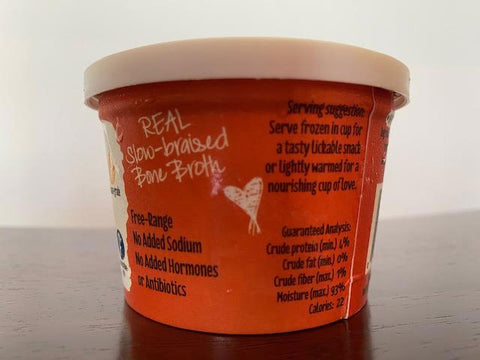 REAL
Slow-braised
Bone Broth
Free-Range
No Added Sodium
No Added Hormones
or Antibiotics
Serving suggestion:
Serve frozen in cup for
a tasty lickable snack
or lightly warmed for a
nourishing cup of love.
Guaranteed Analysis:
Crude protein (min.) 4%
Crude fat (min.) 0%
Crude fiber (max.) 1%
Moisture (max.) 93%
Calories: 22